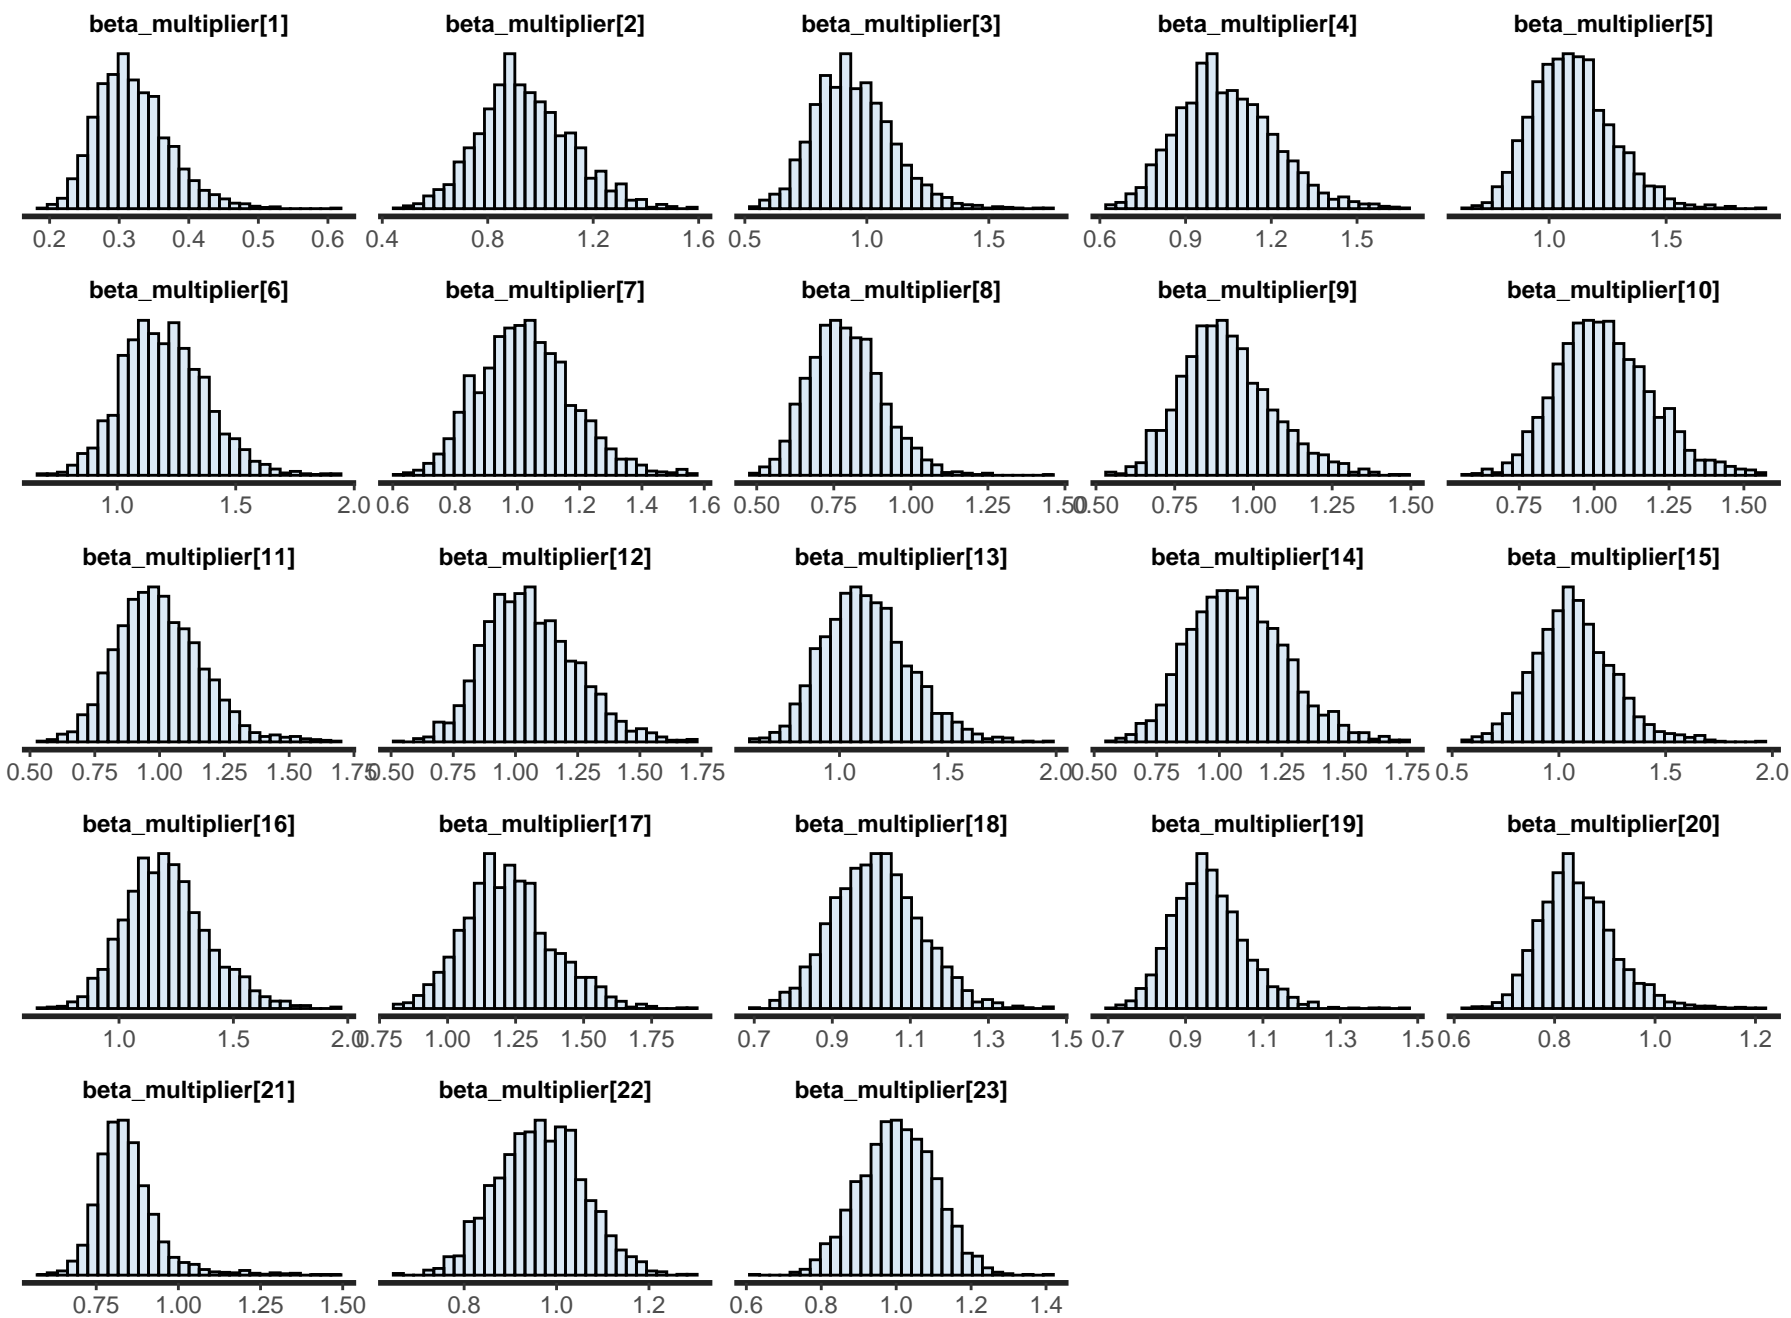 beta_multiplier[1] beta_multiplier[2] beta_multiplier[3] beta_multiplier[4] beta_multiplier[5]
0.2 0.3 0.4 0.5 0.6 0.4 0.8 1.2 1.6 0.5 1.0 1.5 0.6 0.9 1.2 1.5 1.0 1.5
beta_multiplier[6] beta_multiplier[7] beta_multiplier[8] beta_multiplier[9] beta_multiplier[10]
1.0 1.5 2.0 0.6 0.8 1.0 1.2 1.4 1.6 0.50 0.75 1.00 1.25 1.50 0.50 0.75 1.00 1.25 1.50 0.75 1.00 1.25 1.50
beta_multiplier[11] beta_multiplier[12] beta_multiplier[13] beta_multiplier[14] beta_multiplier[15]
0.50 0.75 1.00 1.25 1.50 1.75 0.50 0.75 1.00 1.25 1.50 1.75 1.0 1.5 2.0 0.50 0.75 1.00 1.25 1.50 1.75 0.5 1.0 1.5 2.0
beta_multiplier[16] beta_multiplier[17] beta_multiplier[18] beta_multiplier[19] beta_multiplier[20]
1.0 1.5 2.0 0.75 1.00 1.25 1.50 1.75 0.7 0.9 1.1 1.3 1.5 0.7 0.9 1.1 1.3 1.5 0.6 0.8 1.0 1.2
beta_multiplier[21] beta_multiplier[22] beta_multiplier[23]
0.75 1.00 1.25 1.50 0.8 1.0 1.2 0.6 0.8 1.0 1.2 1.4